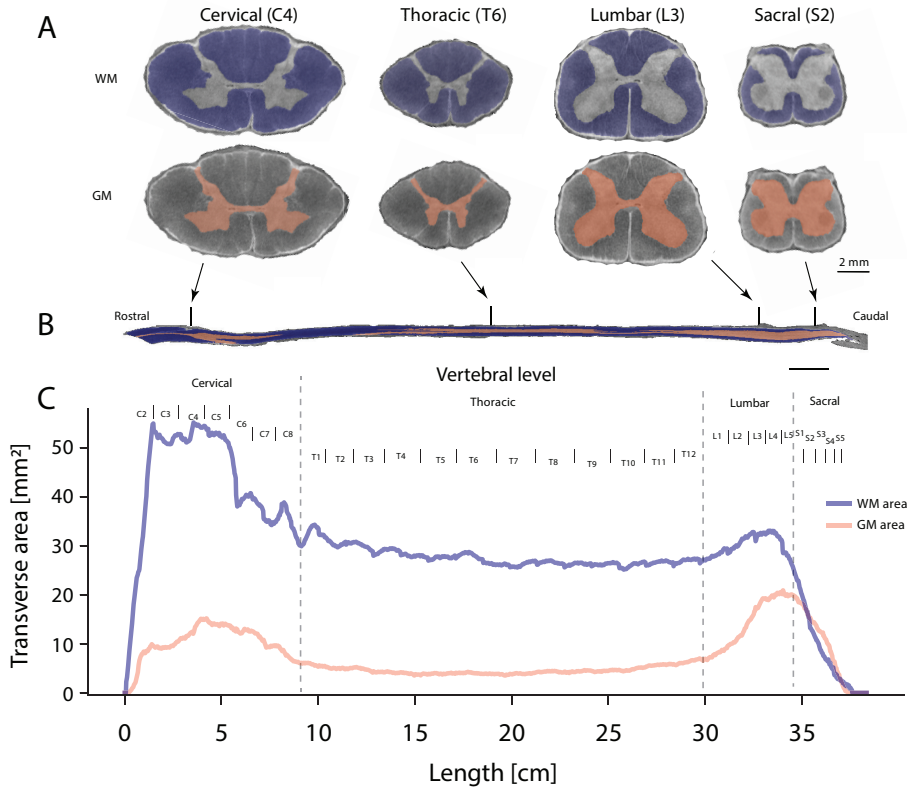 A
Cervical (C4)
Thoracic (T6)
Lumbar (L3)
Sacral (S2)
WM
GM
2 mm
B
Rostral
Caudal
C
Vertebral level
Cervical
Thoracic
Lumbar
Sacral
C2
C3
C4
C5
C6
C7
C8
T1
T2
T3
T4
T5
T6
T7
T8
T9
T10
T11
T12
L1
L2
L3
L4
L5
S1
S2
S3
S4
S5
WM area
GM area
Transverse area [mm²]
50
40
30
20
10
0
0
5
10
15
20
25
30
35
Length [cm]